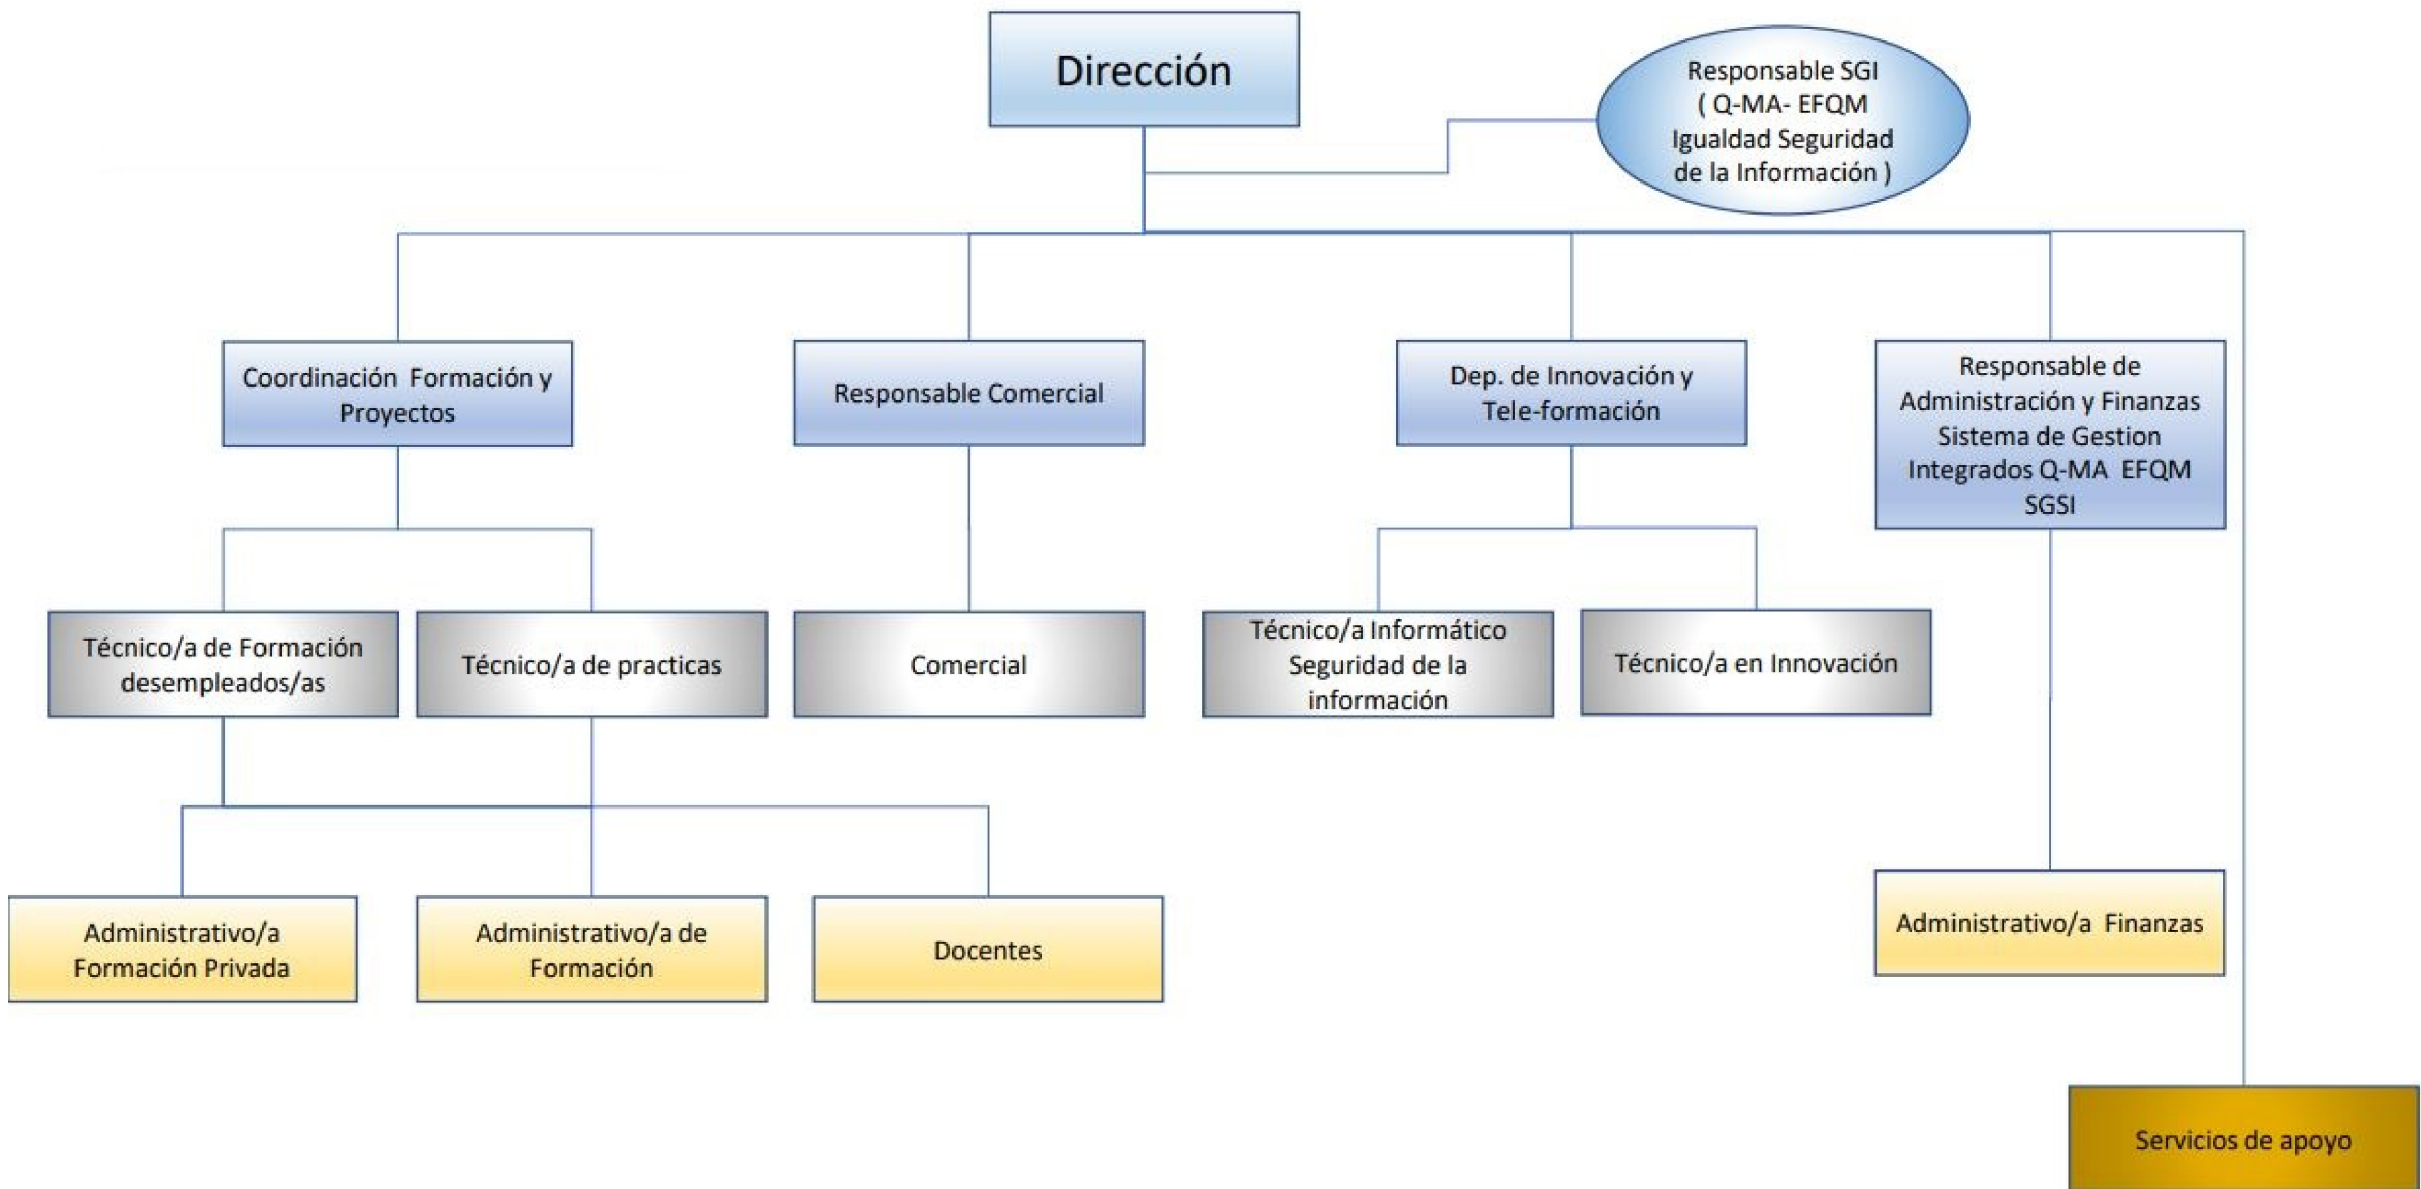 Dirección
Responsable SGI
( Q-MA- EFQM
Igualdad Seguridad
de la Información )
Coordinación Formación y
Proyectos
Responsable Comercial
Dep. de Innovación y
Tele-formación
Responsable de
Administración y Finanzas
Sistema de Gestion
Integrados Q-MA EFQM
SGSI
Técnico/a de Formación
desempleados/as
Técnico/a de practicas
Comercial
Técnico/a Informático
Seguridad de la
información
Técnico/a en Innovación
Administrativo/a
Formación Privada
Administrativo/a de
Formación
Docentes
Administrativo/a Finanzas
Servicios de apoyo